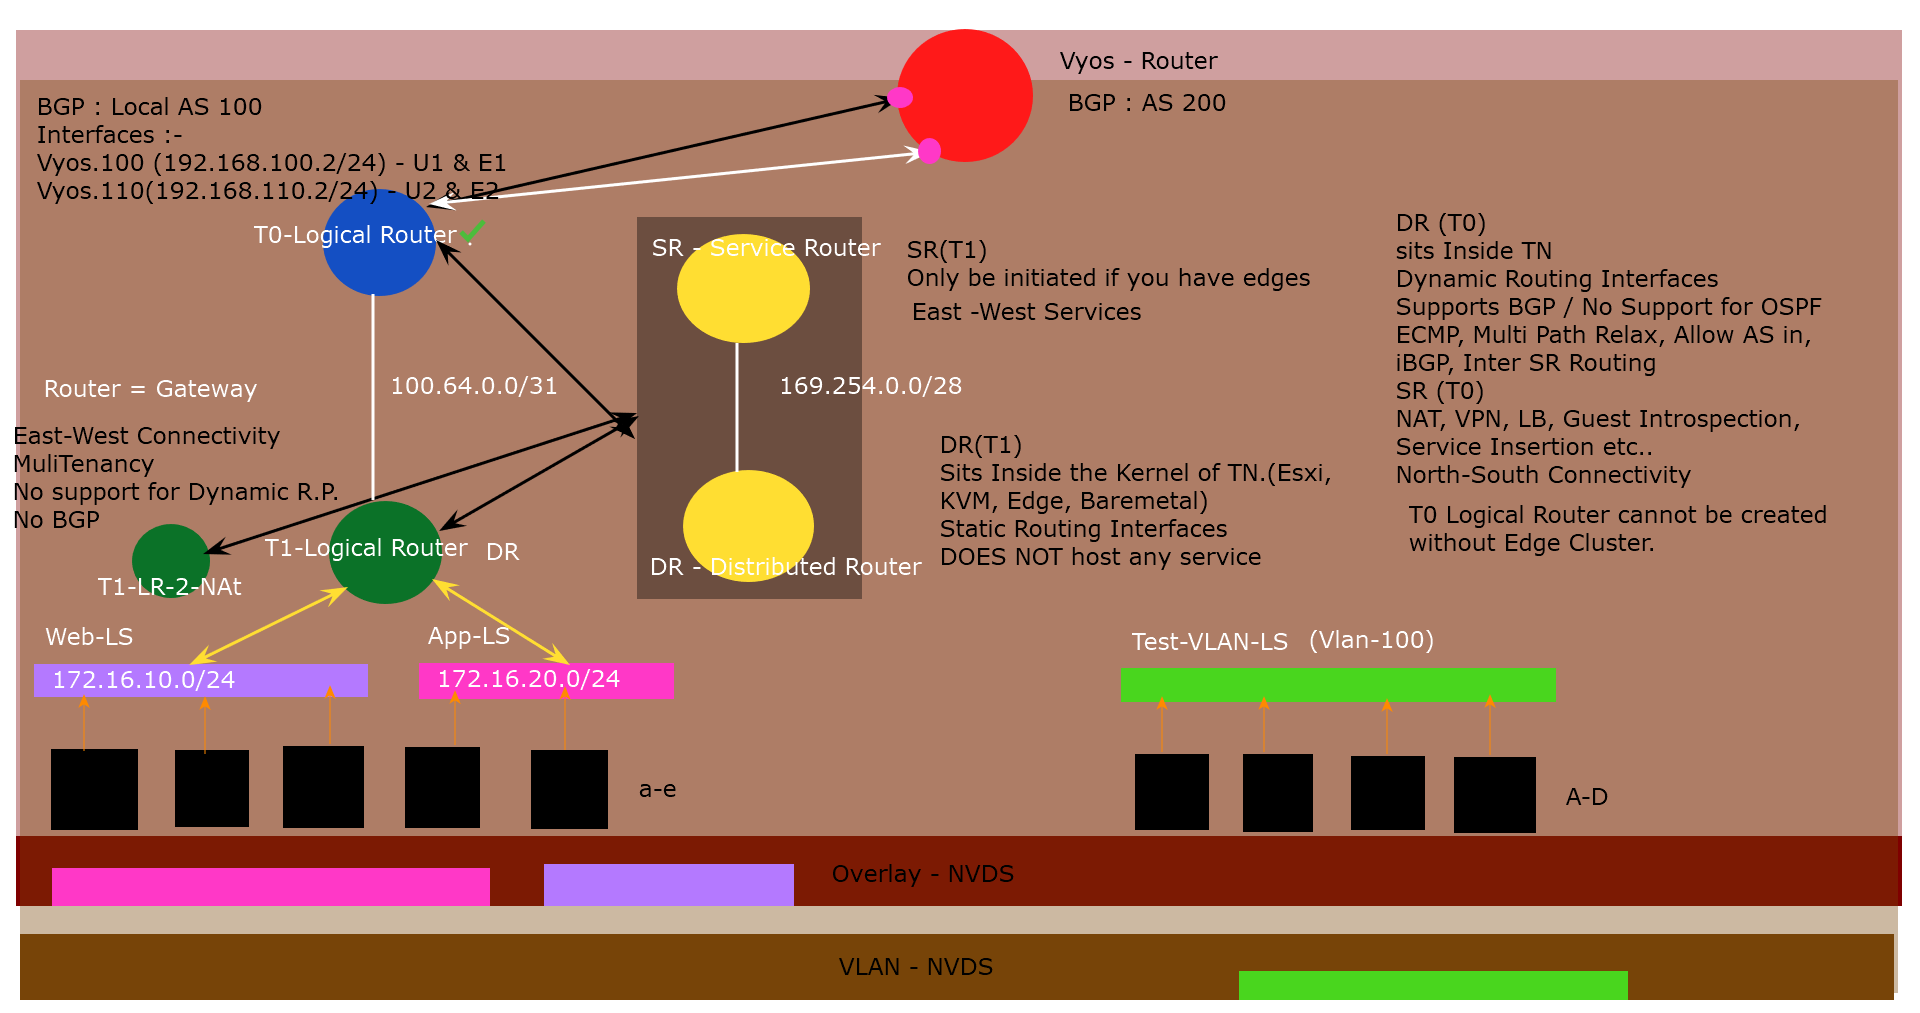 Vyos - Router
BGP : AS 200
BGP : Local AS 100
Interfaces :-
Vyos.100 (192.168.100.2/24) - U1 & E1
Vyos.110(192.168.110.2/24) - U2 & E2
T0-Logical Router .
SR - Service Router
SR(T1)
Only be initiated if you have edges
East -West Services
DR (T0)
sits Inside TN
Dynamic Routing Interfaces
Supports BGP / No Support for OSPF
ECMP, Multi Path Relax, Allow AS in,
iBGP, Inter SR Routing
SR (T0)
NAT, VPN, LB, Guest Introspection,
Service Insertion etc..
North-South Connectivity
T0 Logical Router cannot be created
without Edge Cluster.
Router = Gateway
100.64.0.0/31
169.254.0.0/28
East-West Connectivity
MuliTenancy
No support for Dynamic R.P.
No BGP
DR(T1)
Sits Inside the Kernel of TN.(Esxi,
KVM, Edge, Baremetal)
Static Routing Interfaces
DOES NOT host any service
T1-Logical Router
DR
DR - Distributed Router
T1-LR-2-NAt
Web-LS
App-LS
Test-VLAN-LS
(Vlan-100)
172.16.10.0/24
172.16.20.0/24
a-e
A-D
Overlay - NVDS
VLAN - NVDS